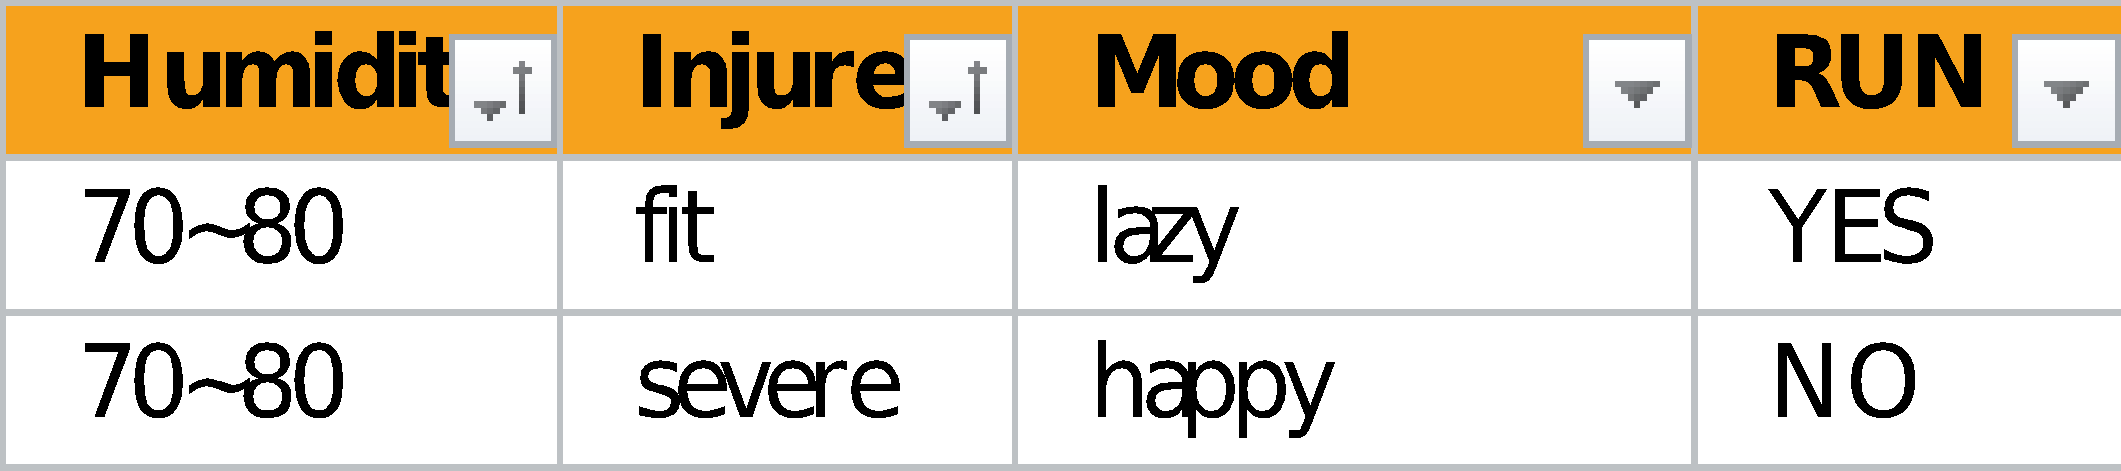 Humidit Injure Mood RUN
70~80 fit lazy YES
70~80 severe happy NO